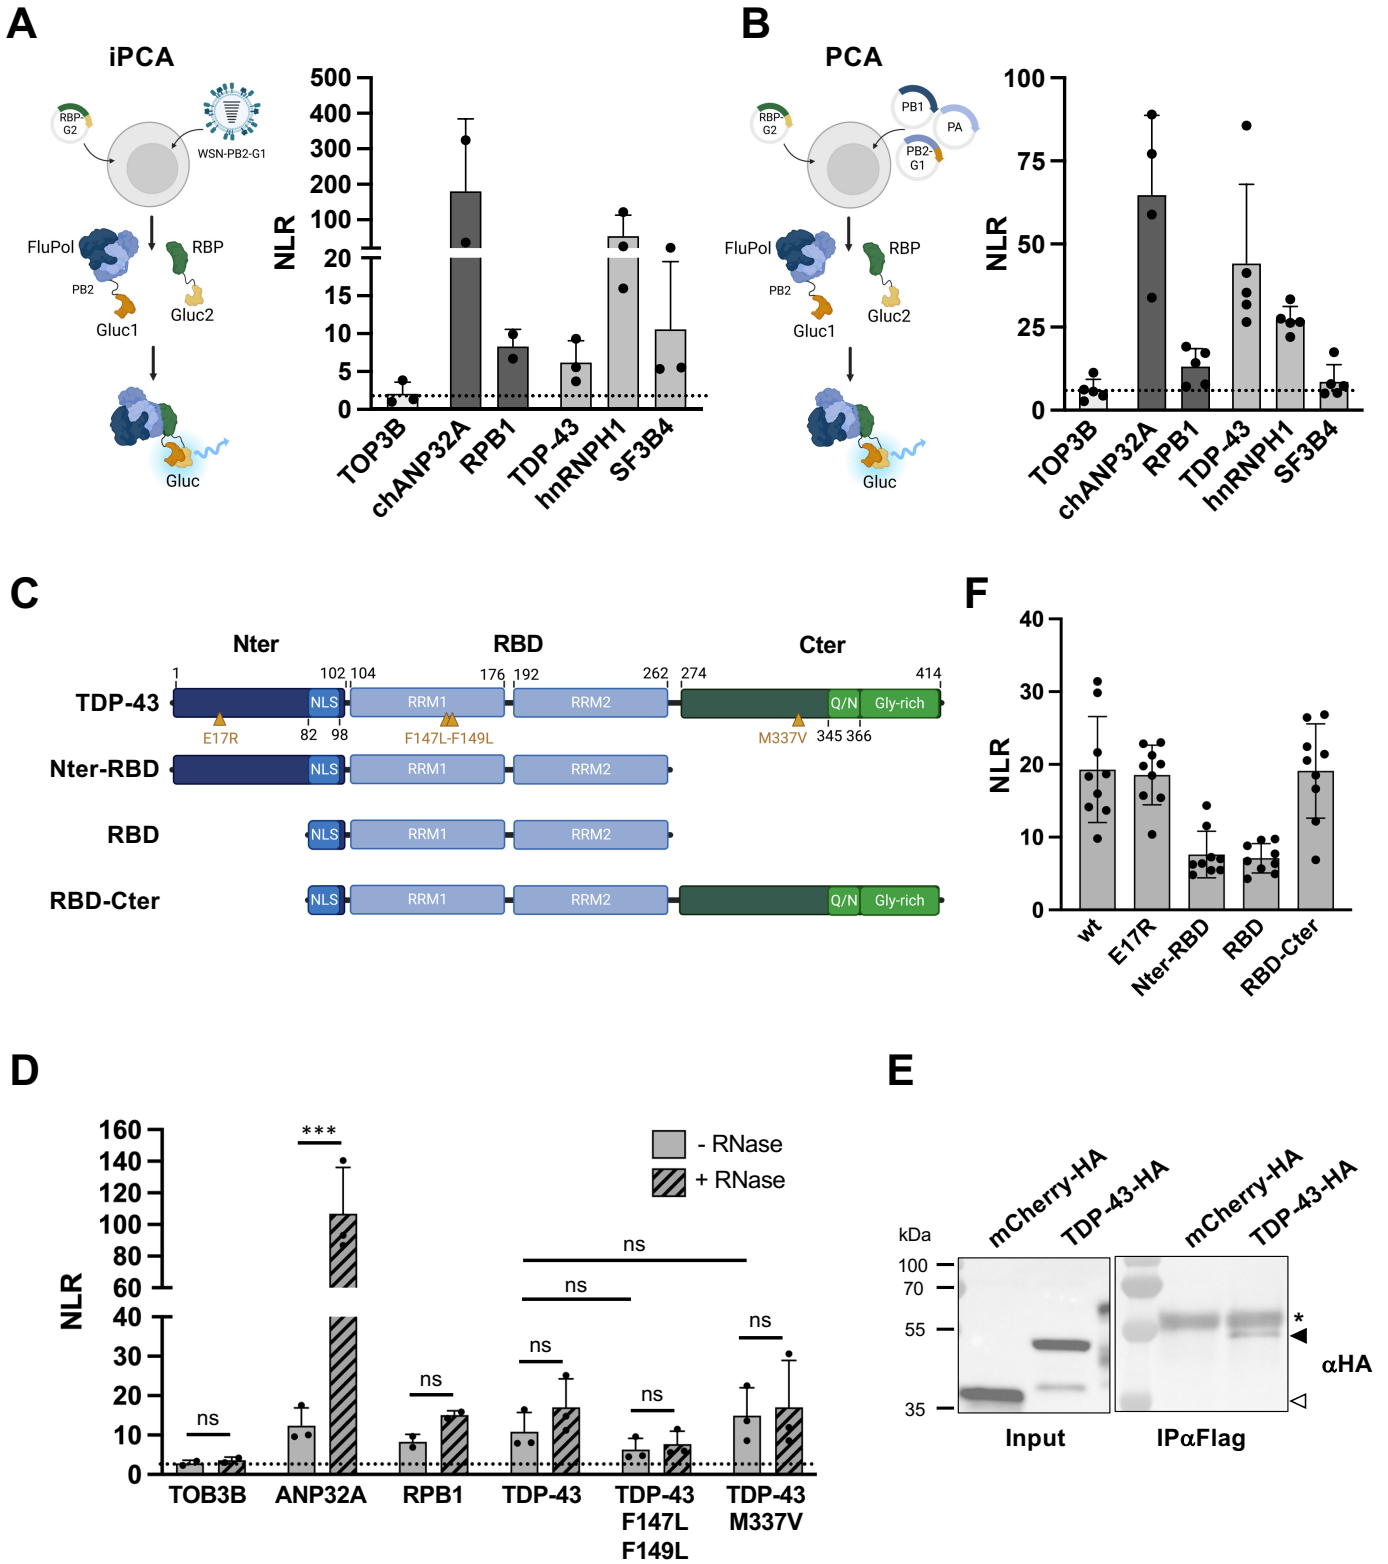 A
iPCA
RBP-
G2
WSN-PB2-G1
FluPol
RBP
PB2
Gluc1
Gluc2
Gluc
NLR
500
400
300
200
100
20
15
10
5
0
TOP3B
chANP32A
RPB1
TDP-43
hnRNPH1
SF3B4
B
PCA
RBP-
G2
PB1
PA
PB2-
G1
FluPol
RBP
PB2
Gluc1
Gluc2
Gluc
NLR
100
75
50
25
0
TOP3B
chANP32A
RPB1
TDP-43
hnRNPH1
SF3B4
C
Nter
RBD
Cter
1
102
104
176
192
262
274
414
TDP-43
NLS
RRM1
RRM2
Q/N
Gly-rich
E17R
82
98
F147L-F149L
M337V
345
366
Nter-RBD
NLS
RRM1
RRM2
RBD
NLS
RRM1
RRM2
RBD-Cter
NLS
RRM1
RRM2
Q/N
Gly-rich
F
NLR
40
30
20
10
0
wt
E17R
Nter-RBD
RBD
RBD-Cter
D
NLR
160
140
120
100
80
60
40
30
20
10
0
***
- RNase
+ RNase
ns
ns
ns
ns
ns
ns
ns
TOB3B
ANP32A
RPB1
TDP-43
TDP-43
F147L
F149L
TDP-43
M337V
E
mCherry-HA
TDP-43-HA
mCherry-HA
TDP-43-HA
kDa
100
70
55
35
*
αHA
Input
IPαFlag